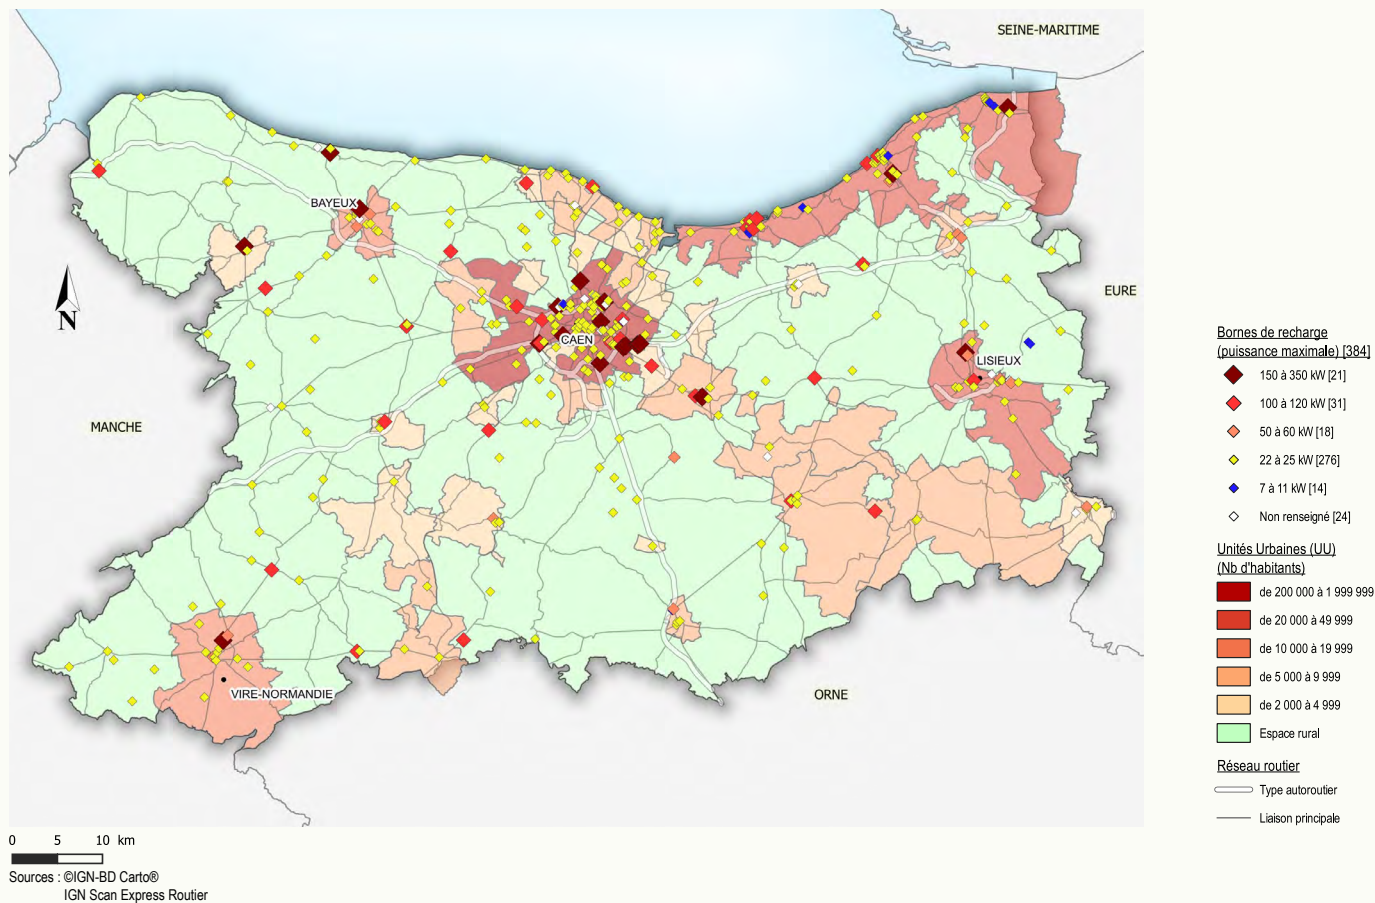 SEINE-MARITIME
BAYEUX
EURE
N
CAEN
LISIEUX
MANCHE
ORNE
VIRE-NORMANDIE
0 5 10 km
Sources : ©IGN-BD Carto®
IGN Scan Express Routier
Bornes de recharge
(puissance maximale) [384]
150 à 350 kW [21]
100 à 120 kW [31]
50 à 60 kW [18]
22 à 25 kW [276]
7 à 11 kW [14]
Non renseigné [24]
Unités Urbaines (UU)
(Nb d'habitants)
de 200 000 à 1 999 999
de 20 000 à 49 999
de 10 000 à 19 999
de 5 000 à 9 999
de 2 000 à 4 999
Espace rural
Réseau routier
Type autoroutier
Liaison principale